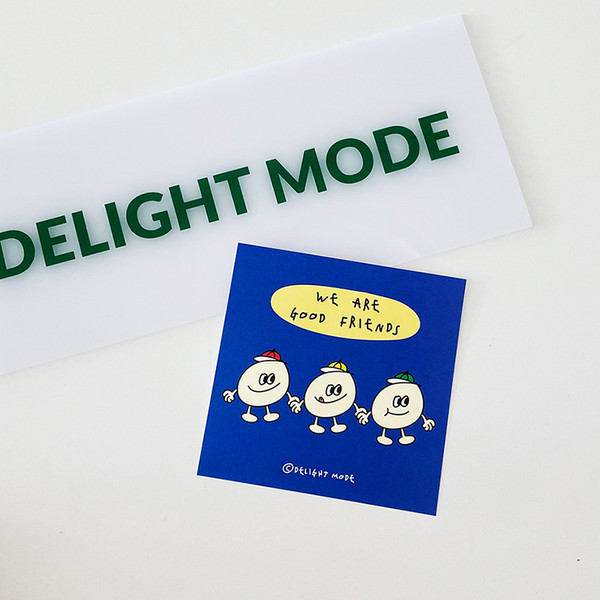 DELIGHT MODE
WE ARE
GOOD FRIENDS
©DELIGHT MODE